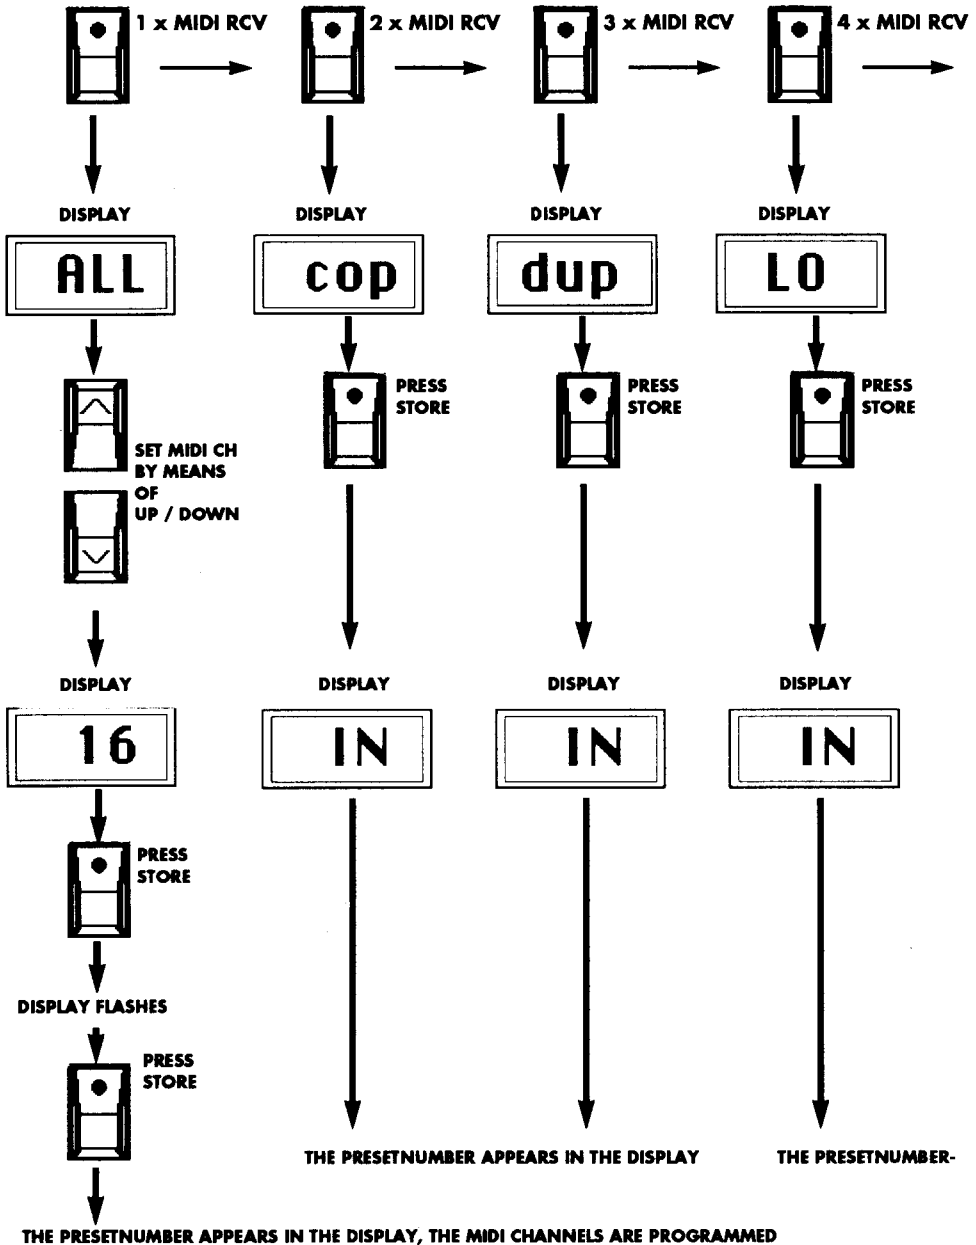 1 x MIDI RCV
2 x MIDI RCV
3 x MIDI RCV
4 x MIDI RCV
DISPLAY
DISPLAY
DISPLAY
DISPLAY
ALL
cop
dup
LO
PRESS
STORE
PRESS
STORE
PRESS
STORE
SET MIDI CH
BY MEANS
OF
UP / DOWN
DISPLAY
DISPLAY
DISPLAY
DISPLAY
16
IN
IN
IN
PRESS
STORE
DISPLAY FLASHES
PRESS
STORE
THE PRESETNUMBER APPEARS IN THE DISPLAY
THE PRESETNUMBER-
THE PRESETNUMBER APPEARS IN THE DISPLAY, THE MIDI CHANNELS ARE PROGRAMMED